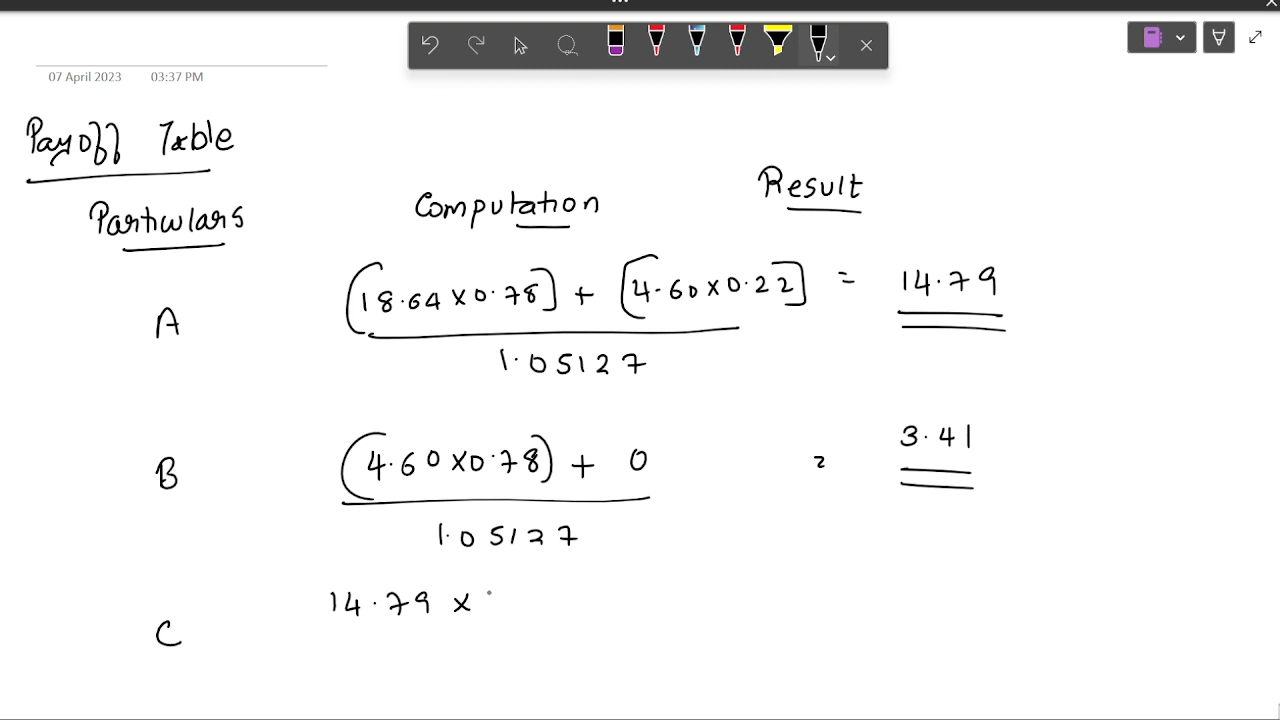 07 April 2023 03:37 PM
Payoff Table
Particulars Computation Result
A [18.64 x 0.78] + [4.60 x 0.22] = 14.79
1.05127
B (4.60 x 0.78) + 0 = 3.41
1.05127
C 14.79 x